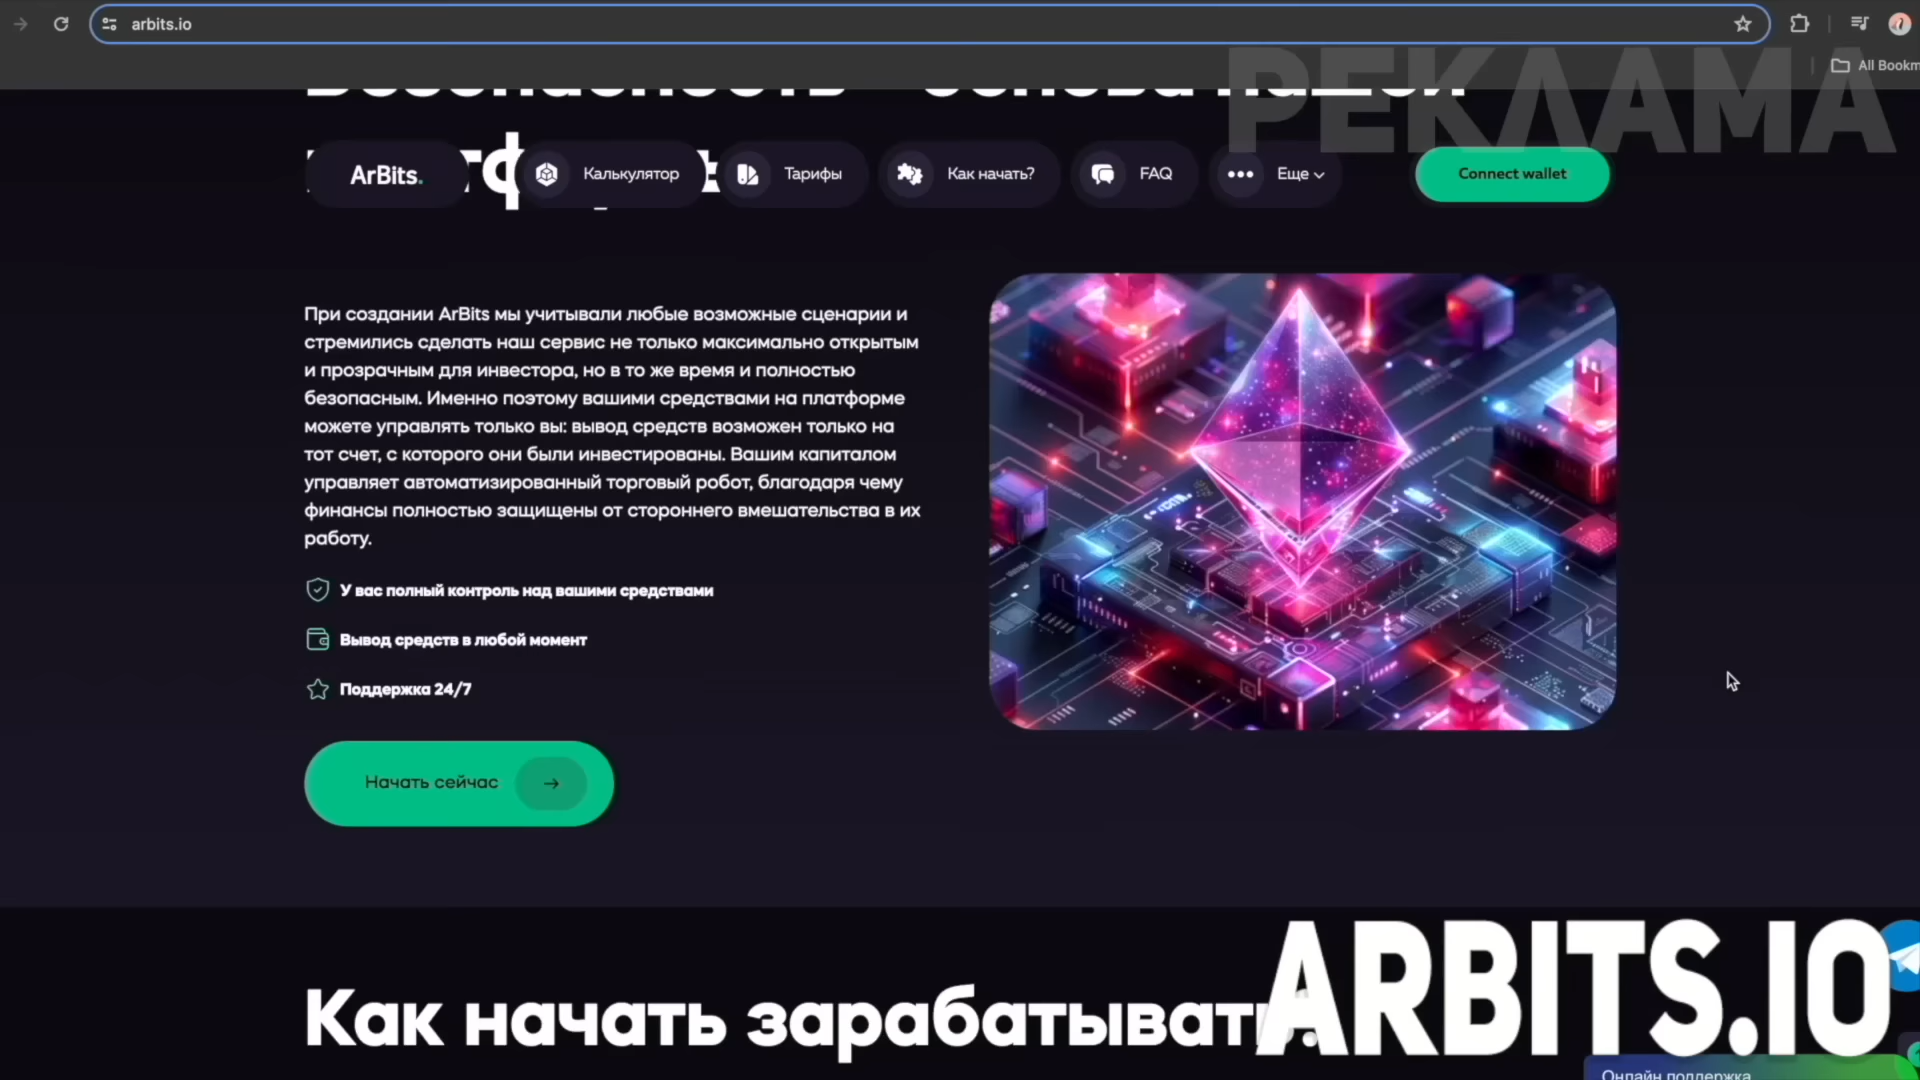 arbits.io
All Bookm
РЕКЛАМА
Безопасность - основа нашей
ArBits.
Калькулятор
Тарифы
Как начать?
FAQ
Еще
Connect wallet
При создании ArBits мы учитывали любые возможные сценарии и
стремились сделать наш сервис не только максимально открытым
и прозрачным для инвестора, но в то же время и полностью
безопасным. Именно поэтому вашими средствами на платформе
можете управлять только вы: вывод средств возможен только на
тот счет, с которого они были инвестированы. Вашим капиталом
управляет автоматизированный торговый робот, благодаря чему
финансы полностью защищены от стороннего вмешательства в их
работу.
У вас полный контроль над вашими средствами
Вывод средств в любой момент
Поддержка 24/7
Начать сейчас
Как начать зарабатывать
ARBITS.IO
Онлайн поддержка